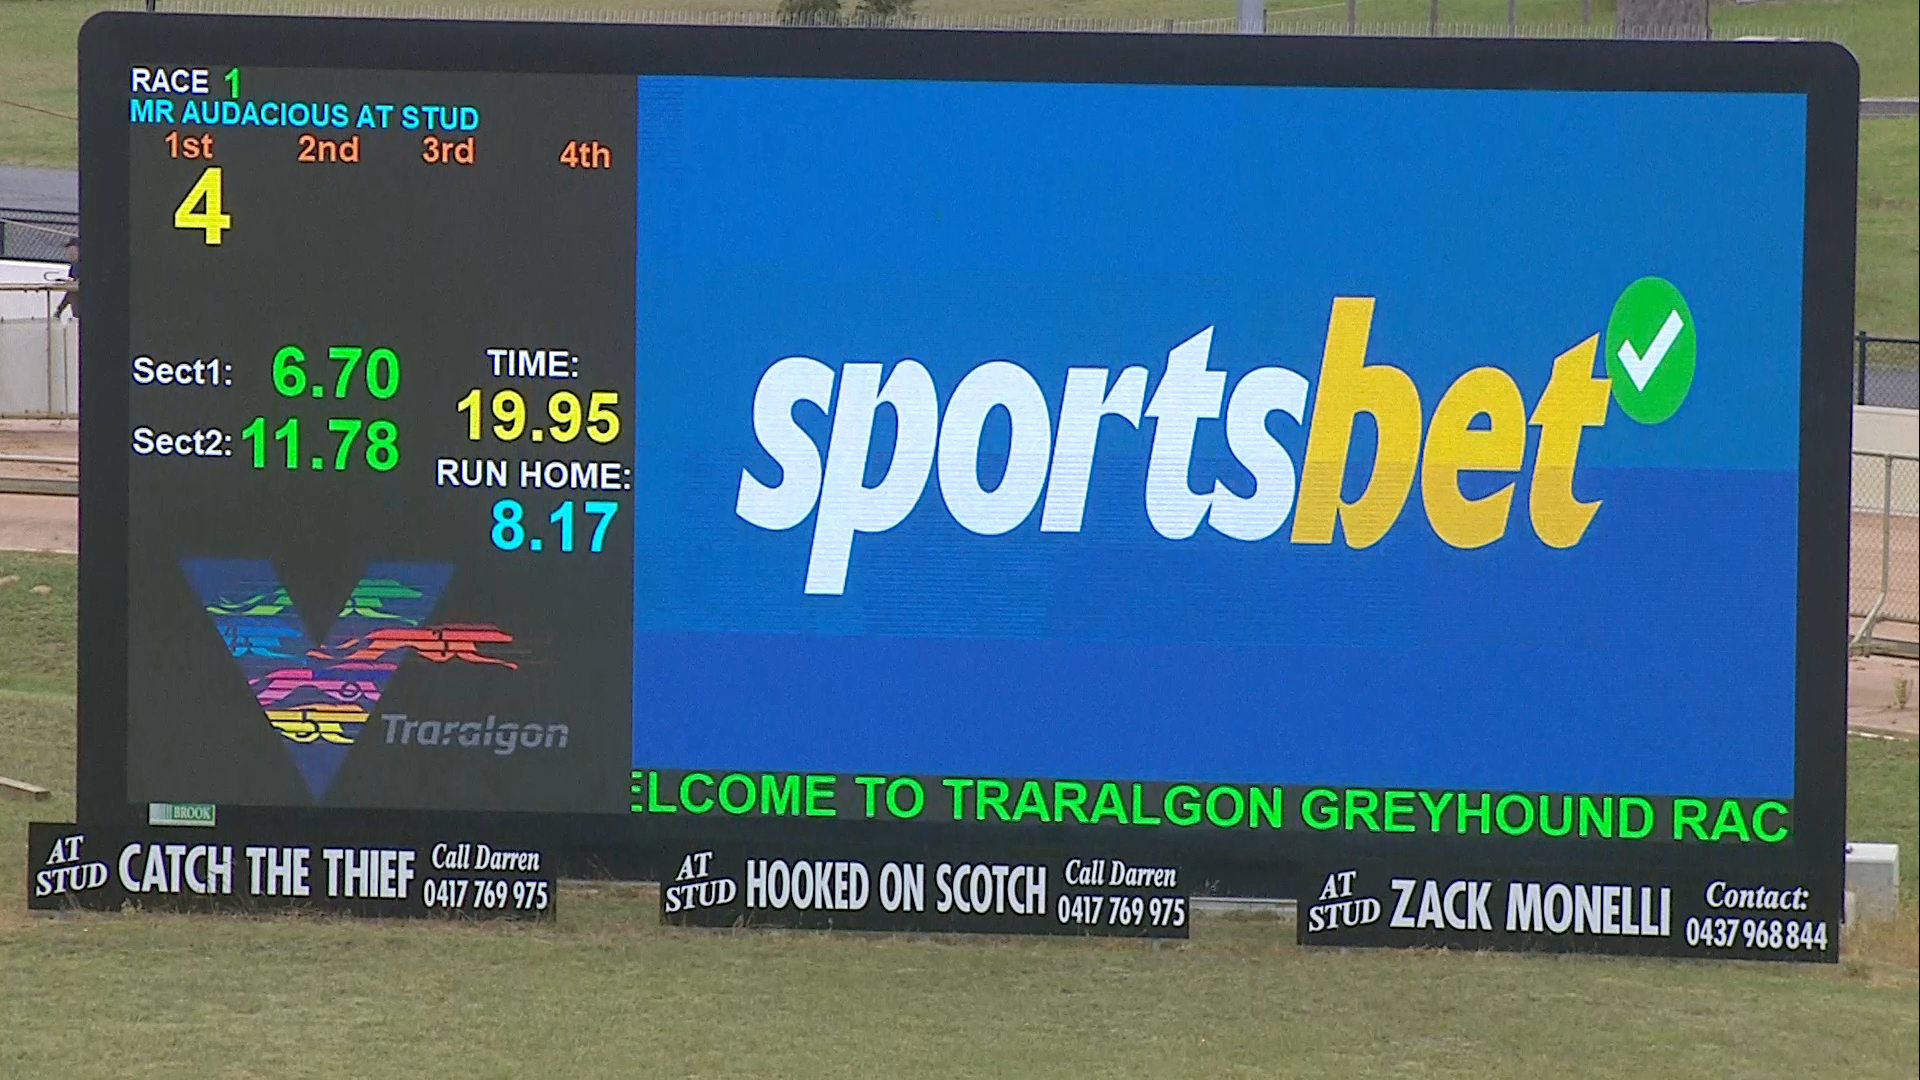 RACE 1
MR AUDACIOUS AT STUD
1st 2nd 3rd 4th
4
Sect1: 6.70
Sect2: 11.78
TIME:
19.95
RUN HOME:
8.17
Traralgon
BROOK
sportsbet
ELCOME TO TRARALGON GREYHOUND RAC
AT STUD CATCH THE THIEF Call Darren 0417 769 975
AT STUD HOOKED ON SCOTCH Call Darren 0417 769 975
AT STUD ZACK MONELLI Contact: 0437 968 844